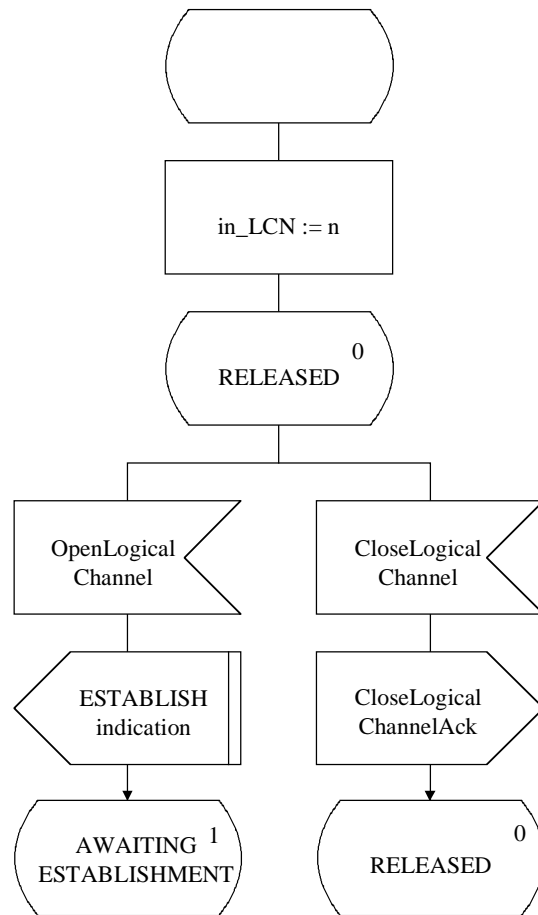 in_LCN := n
0
RELEASED
OpenLogical
Channel
CloseLogical
Channel
ESTABLISH
indication
CloseLogical
ChannelAck
1
AWAITING
ESTABLISHMENT
0
RELEASED